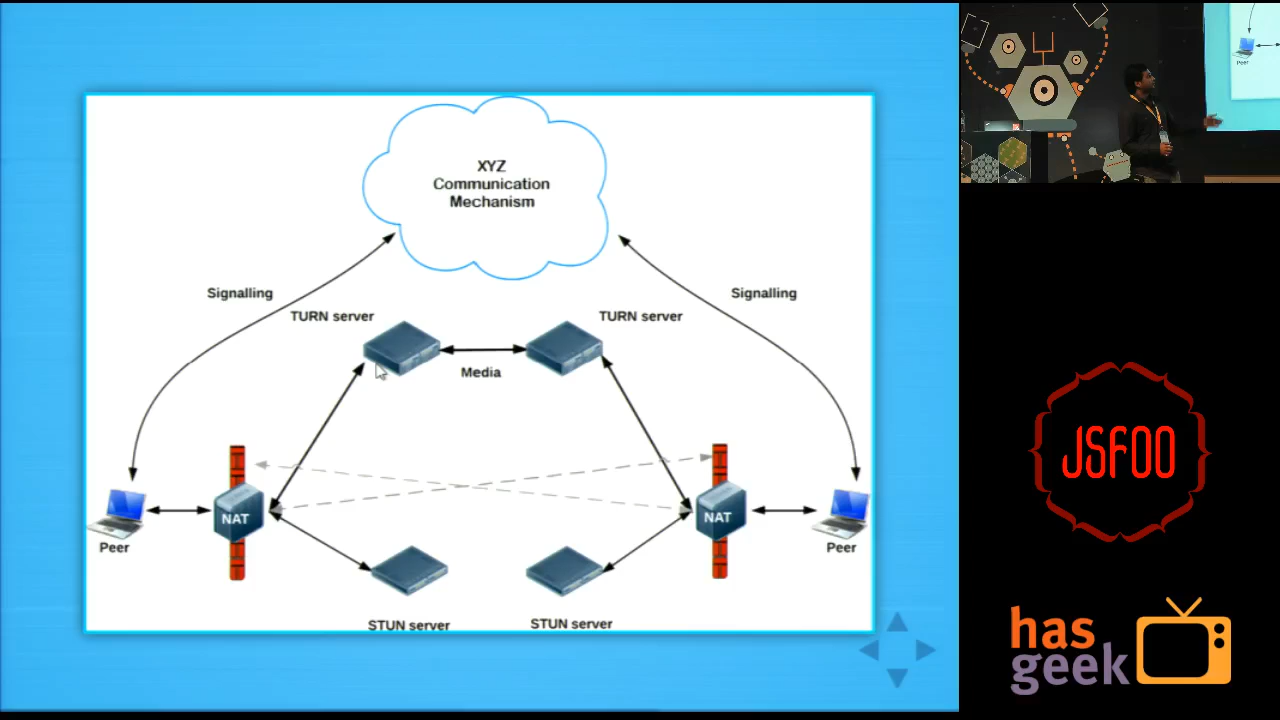 XYZ
Communication
Mechanism
Signalling
Signalling
TURN server
TURN server
Media
NAT
NAT
Peer
Peer
STUN server
STUN server
Peer
JSFOO
has
geek